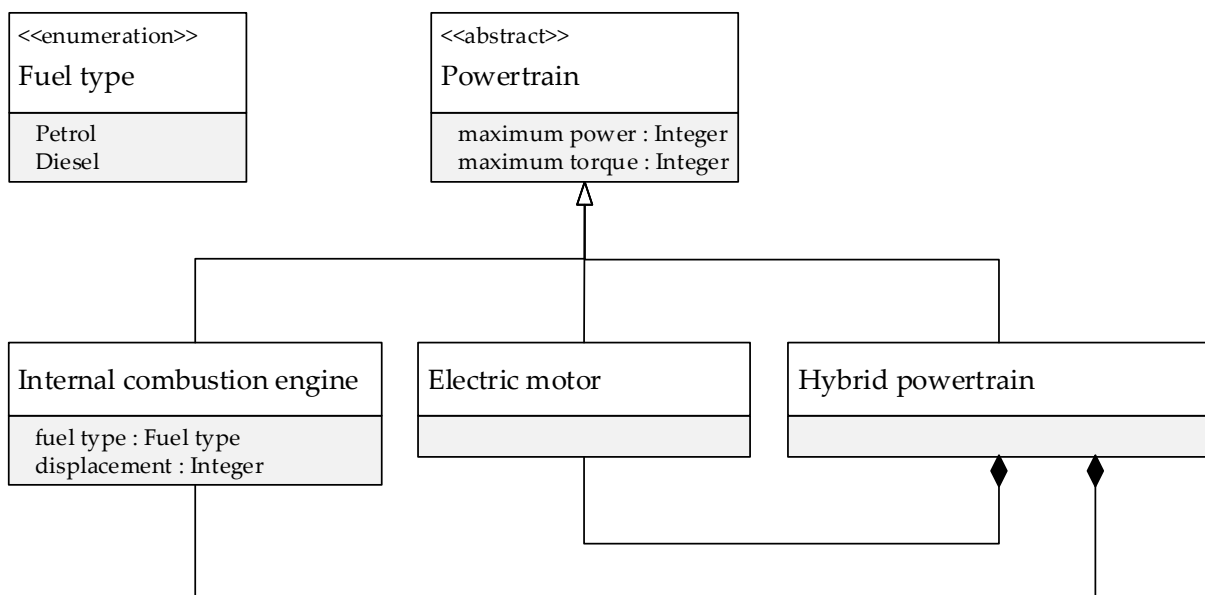 <<enumeration>>
Fuel type
Petrol
Diesel
<<abstract>>
Powertrain
maximum power : Integer
maximum torque : Integer
Internal combustion engine
fuel type : Fuel type
displacement : Integer
Electric motor
Hybrid powertrain